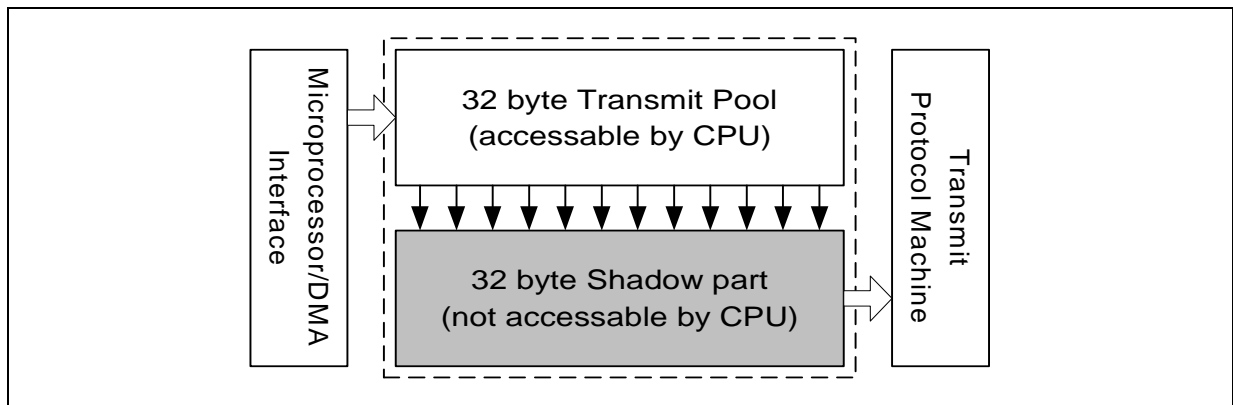 Microprocessor/DMA
Interface
32 byte Transmit Pool
(accessable by CPU)
32 byte Shadow part
(not accessable by CPU)
Transmit
Protocol Machine